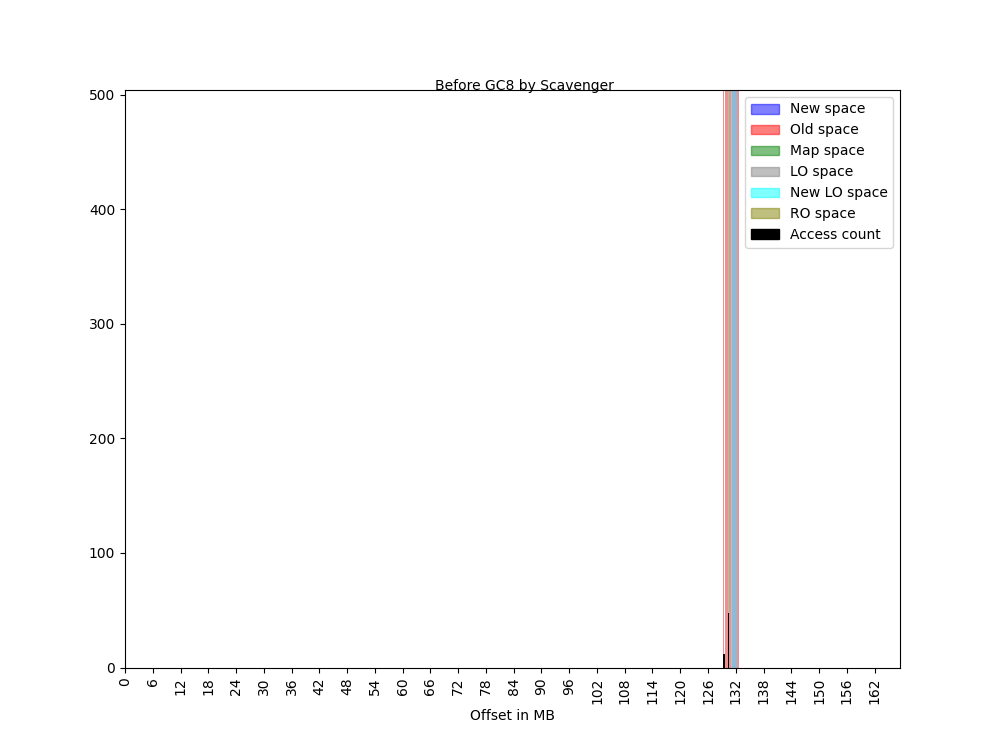 Before GC8 by Scavenger
500
400
300
200
100
0
New space
Old space
Map space
LO space
New LO space
RO space
Access count
0 6 12 18 24 30 36 42 48 54 60 66 72 78 84 90 96 102 108 114 120 126 132 138 144 150 156 162
Offset in MB